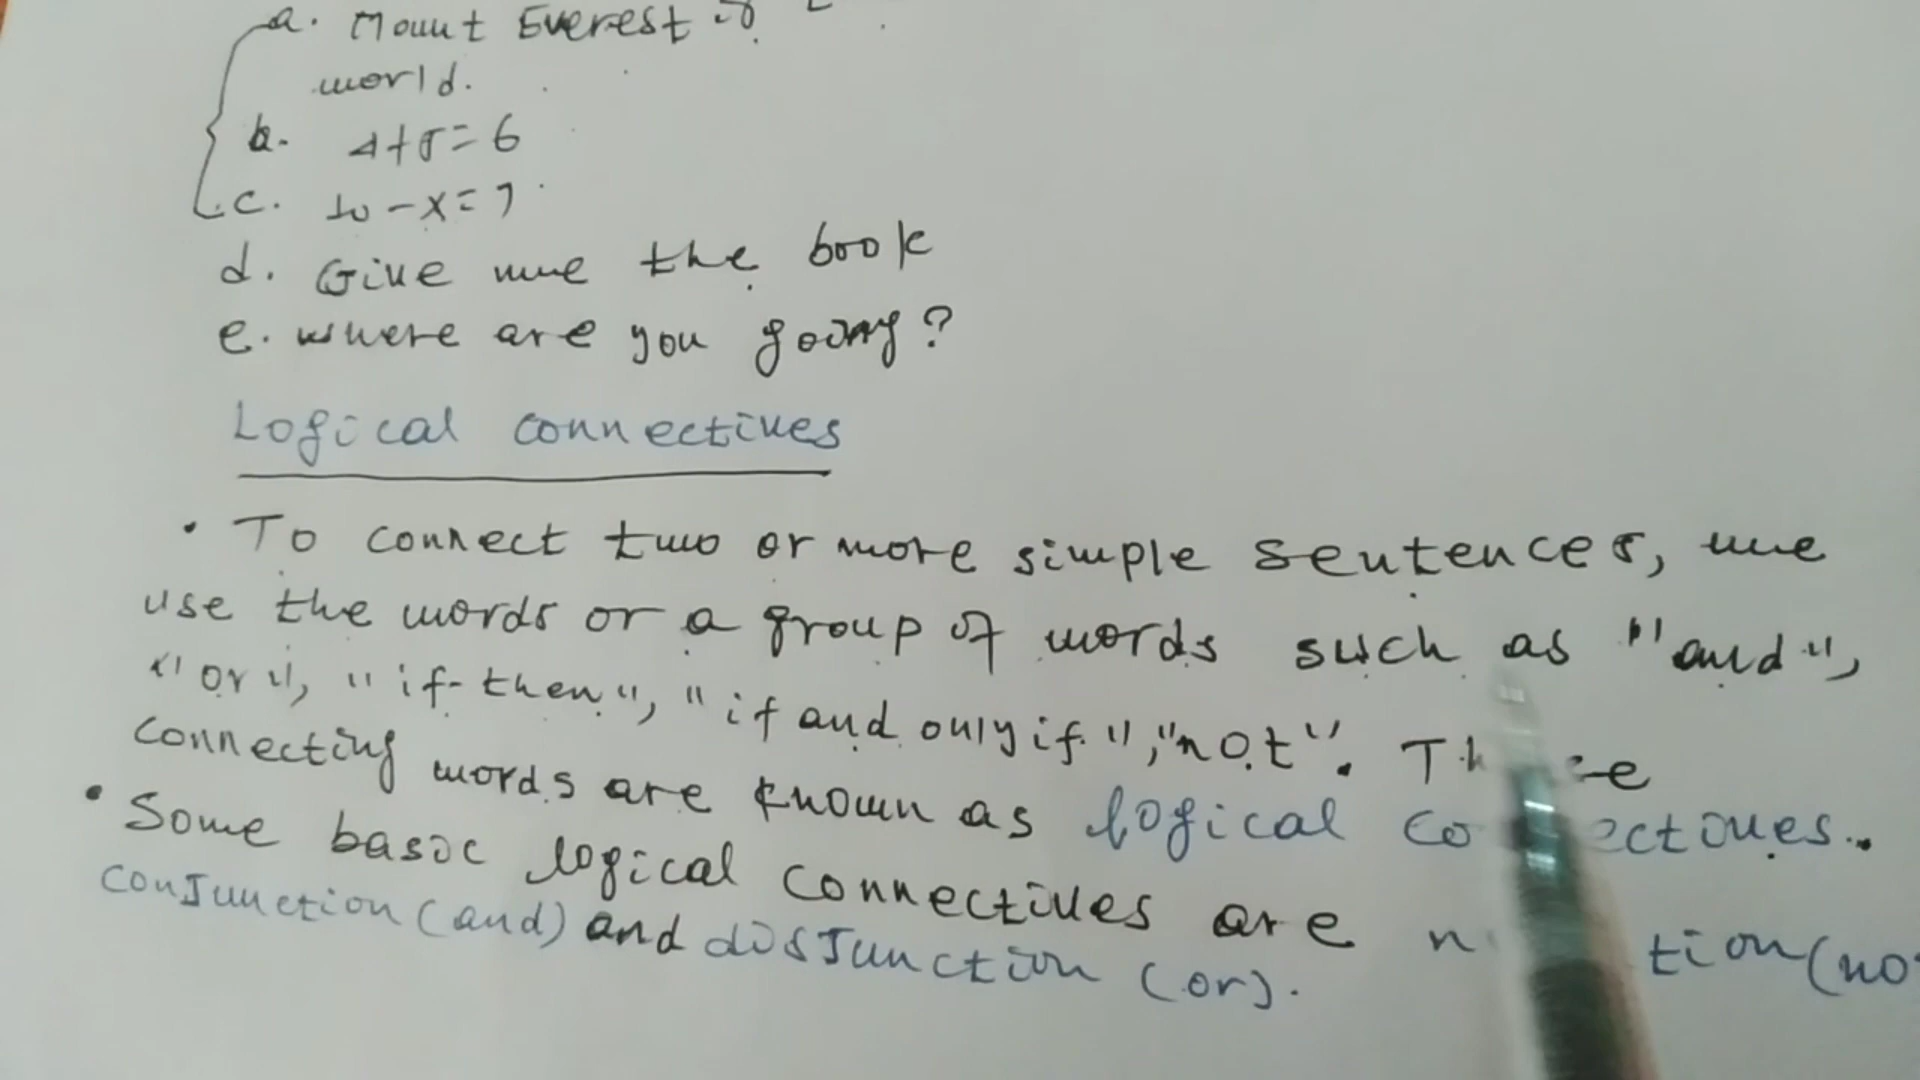 a. Mount Everest is
world.
b. 4+5=6
c. 10-x=7
d. Give me the book
e. where are you going?
Logical connectives
• To connect two or more simple sentences, we
use the words or a group of words such as "and",
"or", "if-then", "if and only if", "not". These
connecting words are known as logical connectives.
• Some basic logical connectives are negation (no
conjunction (and) and disjunction (or).